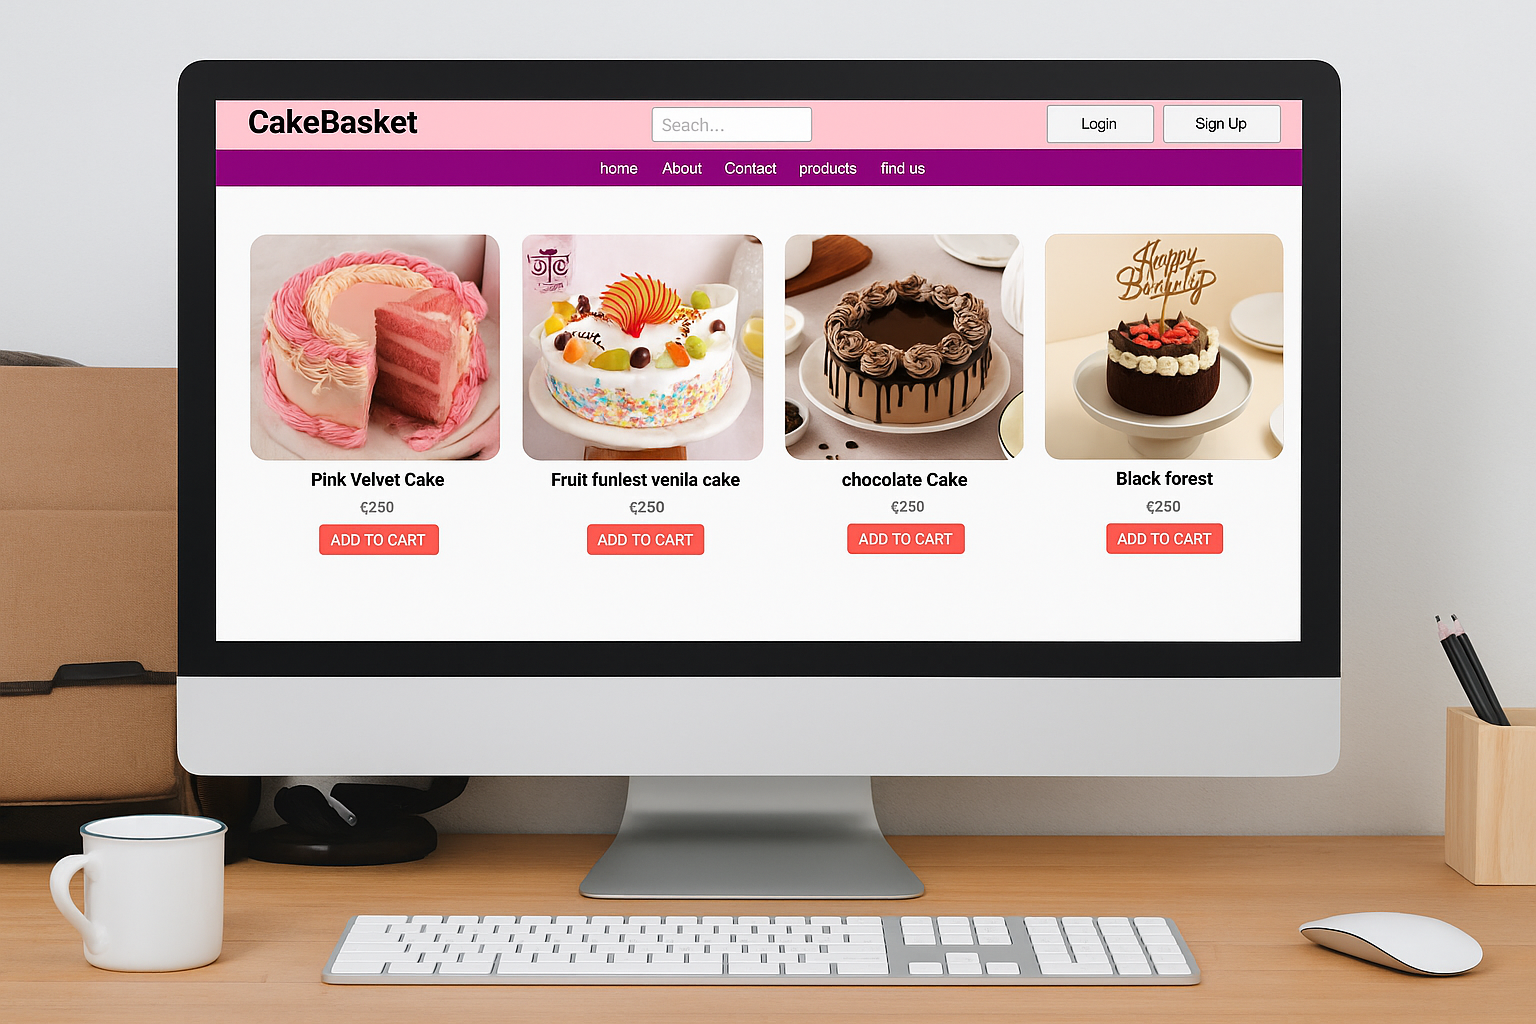 CakeBasket
Seach...
Login
Sign Up
home About Contact products find us
Happy
Pink Velvet Cake
Fruit funlest venila cake
chocolate Cake
Black forest
₢250
₢250
₢250
₢250
ADD TO CART
ADD TO CART
ADD TO CART
ADD TO CART